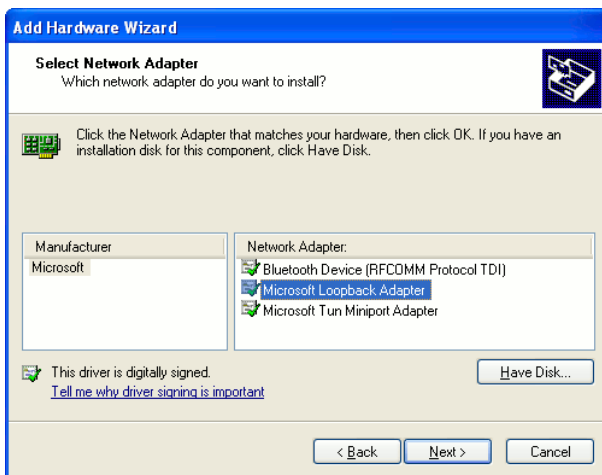 Add Hardware Wizard
Select Network Adapter
Which network adapter do you want to install?
Click the Network Adapter that matches your hardware, then click OK. If you have an
installation disk for this component, click Have Disk.
Manufacturer
Microsoft
Network Adapter:
Bluetooth Device (RFCOMM Protocol TDI)
Microsoft Loopback Adapter
Microsoft Tun Miniport Adapter
This driver is digitally signed.
Tell me why driver signing is important
Have Disk...
< Back
Next >
Cancel